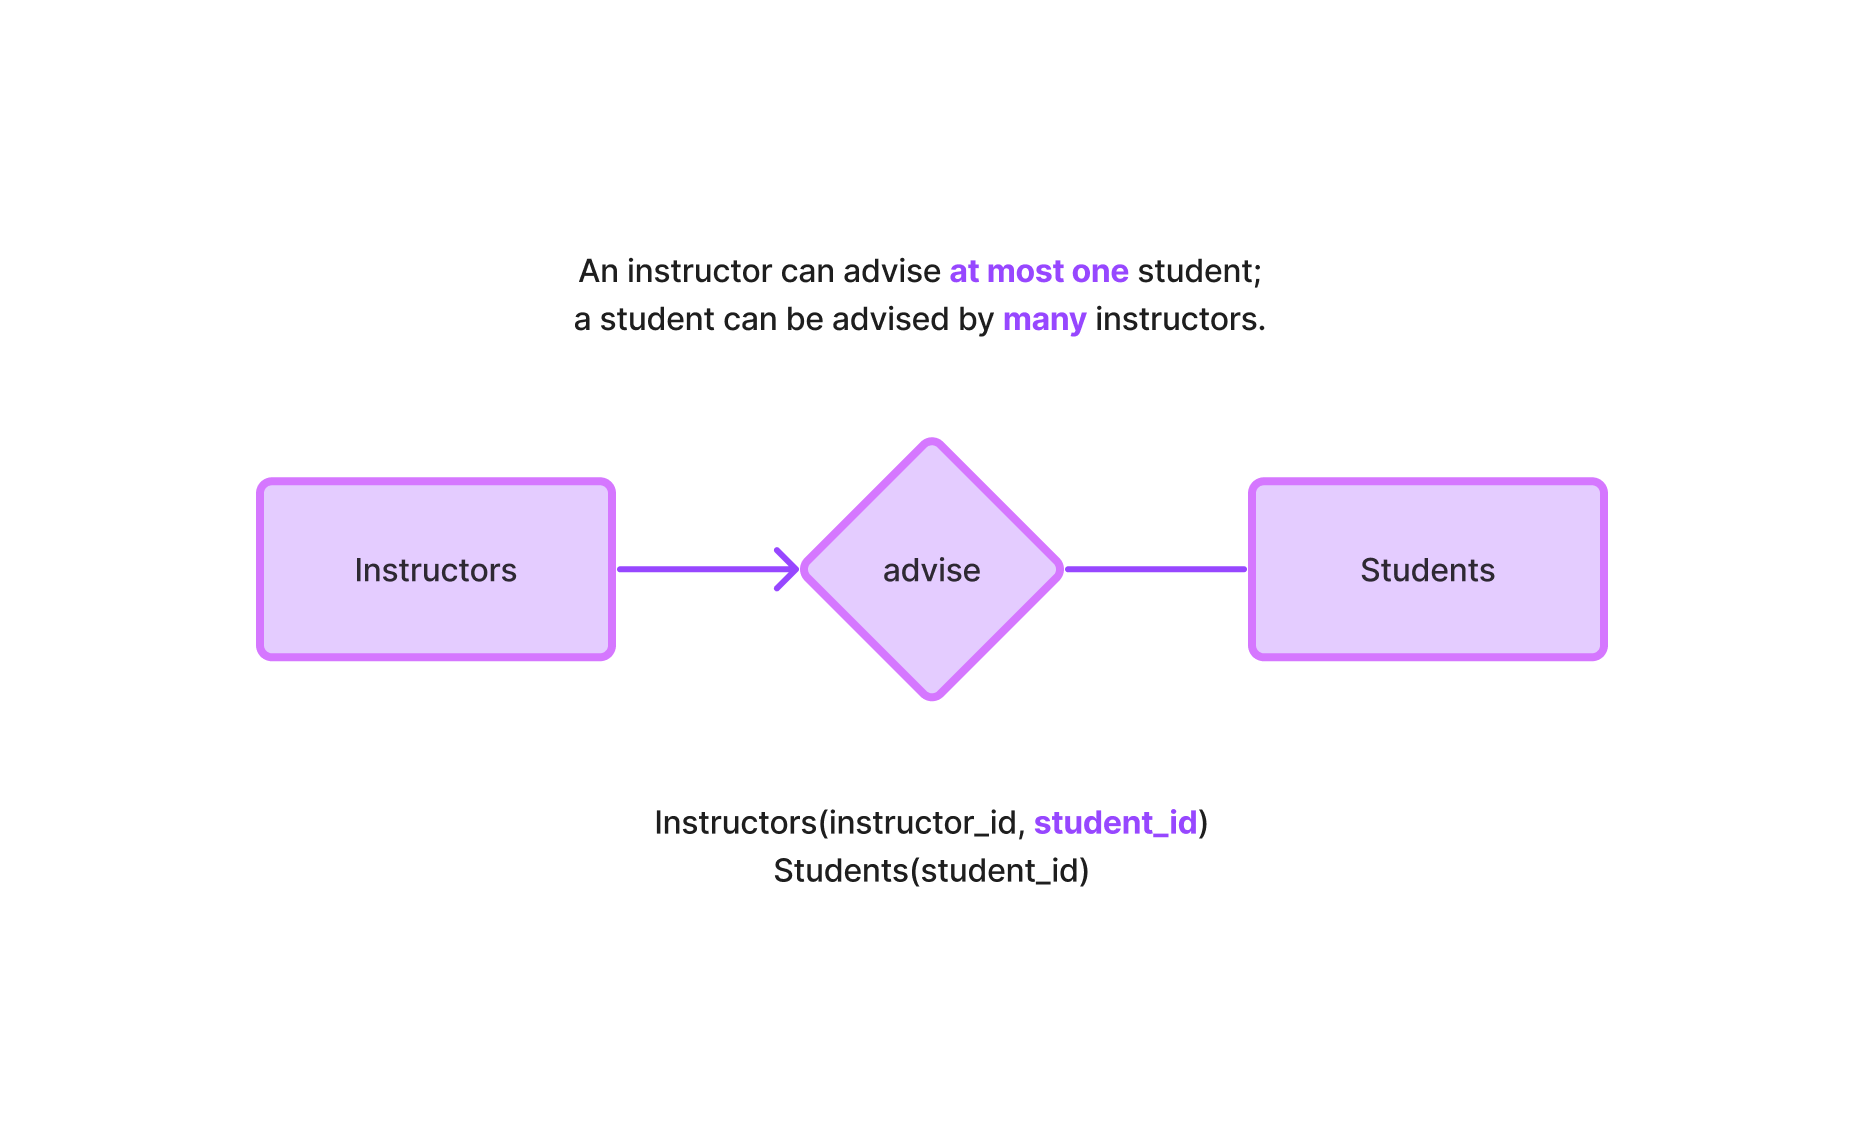 An instructor can advise at most one student;
a student can be advised by many instructors.
Instructors
advise
Students
Instructors(instructor_id, student_id)
Students(student_id)